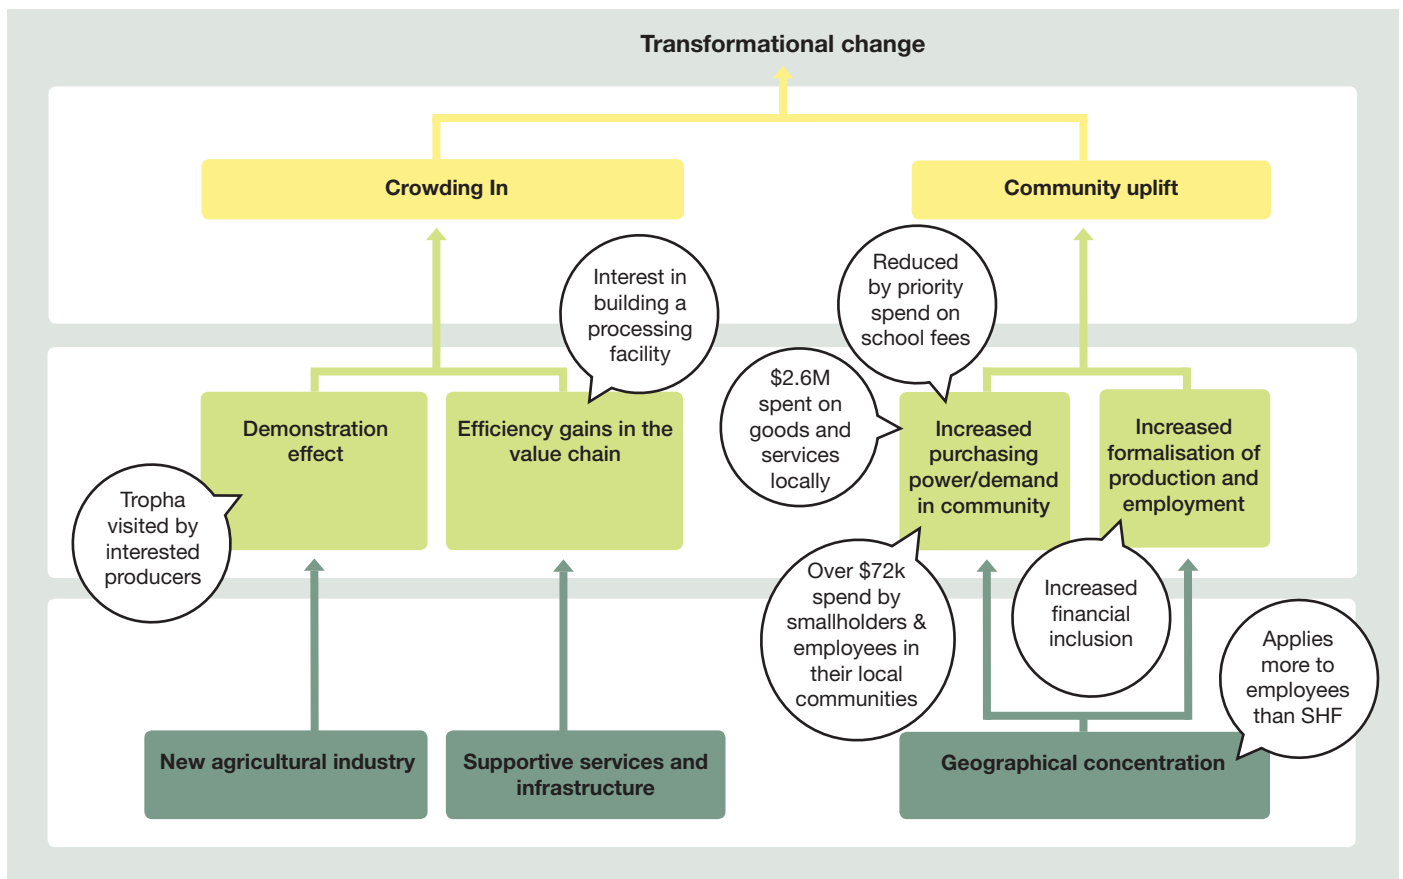 Transformational change
Crowding In
Community uplift
Interest in
building a
processing
facility
Reduced
by priority
spend on
school fees
$2.6M
spent on
goods and
services
locally
Demonstration
effect
Efficiency gains in the
value chain
Increased
purchasing
power/demand
in community
Increased
formalisation of
production and
employment
Tropha
visited by
interested
producers
Over $72k
spend by
smallholders &
employees in
their local
communities
Increased
financial
inclusion
Applies
more to
employees
than SHF
New agricultural industry
Supportive services and
infrastructure
Geographical concentration